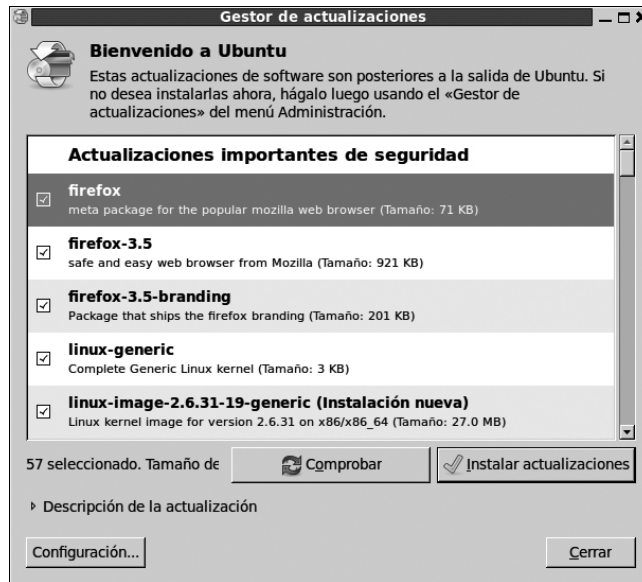 Gestor de actualizaciones
Bienvenido a Ubuntu
Estas actualizaciones de software son posteriores a la salida de Ubuntu. Si
no desea instalarlas ahora, hágalo luego usando el «Gestor de
actualizaciones» del menú Administración.
Actualizaciones importantes de seguridad
firefox
meta package for the popular mozilla web browser (Tamaño: 71 KB)
firefox-3.5
safe and easy web browser from Mozilla (Tamaño: 921 KB)
firefox-3.5-branding
Package that ships the firefox branding (Tamaño: 201 KB)
linux-generic
Complete Generic Linux kernel (Tamaño: 3 KB)
linux-image-2.6.31-19-generic (Instalación nueva)
Linux kernel image for version 2.6.31 on x86/x86_64 (Tamaño: 27.0 MB)
57 seleccionado. Tamaño de
Comprobar
Instalar actualizaciones
Descripción de la actualización
Configuración...
Cerrar